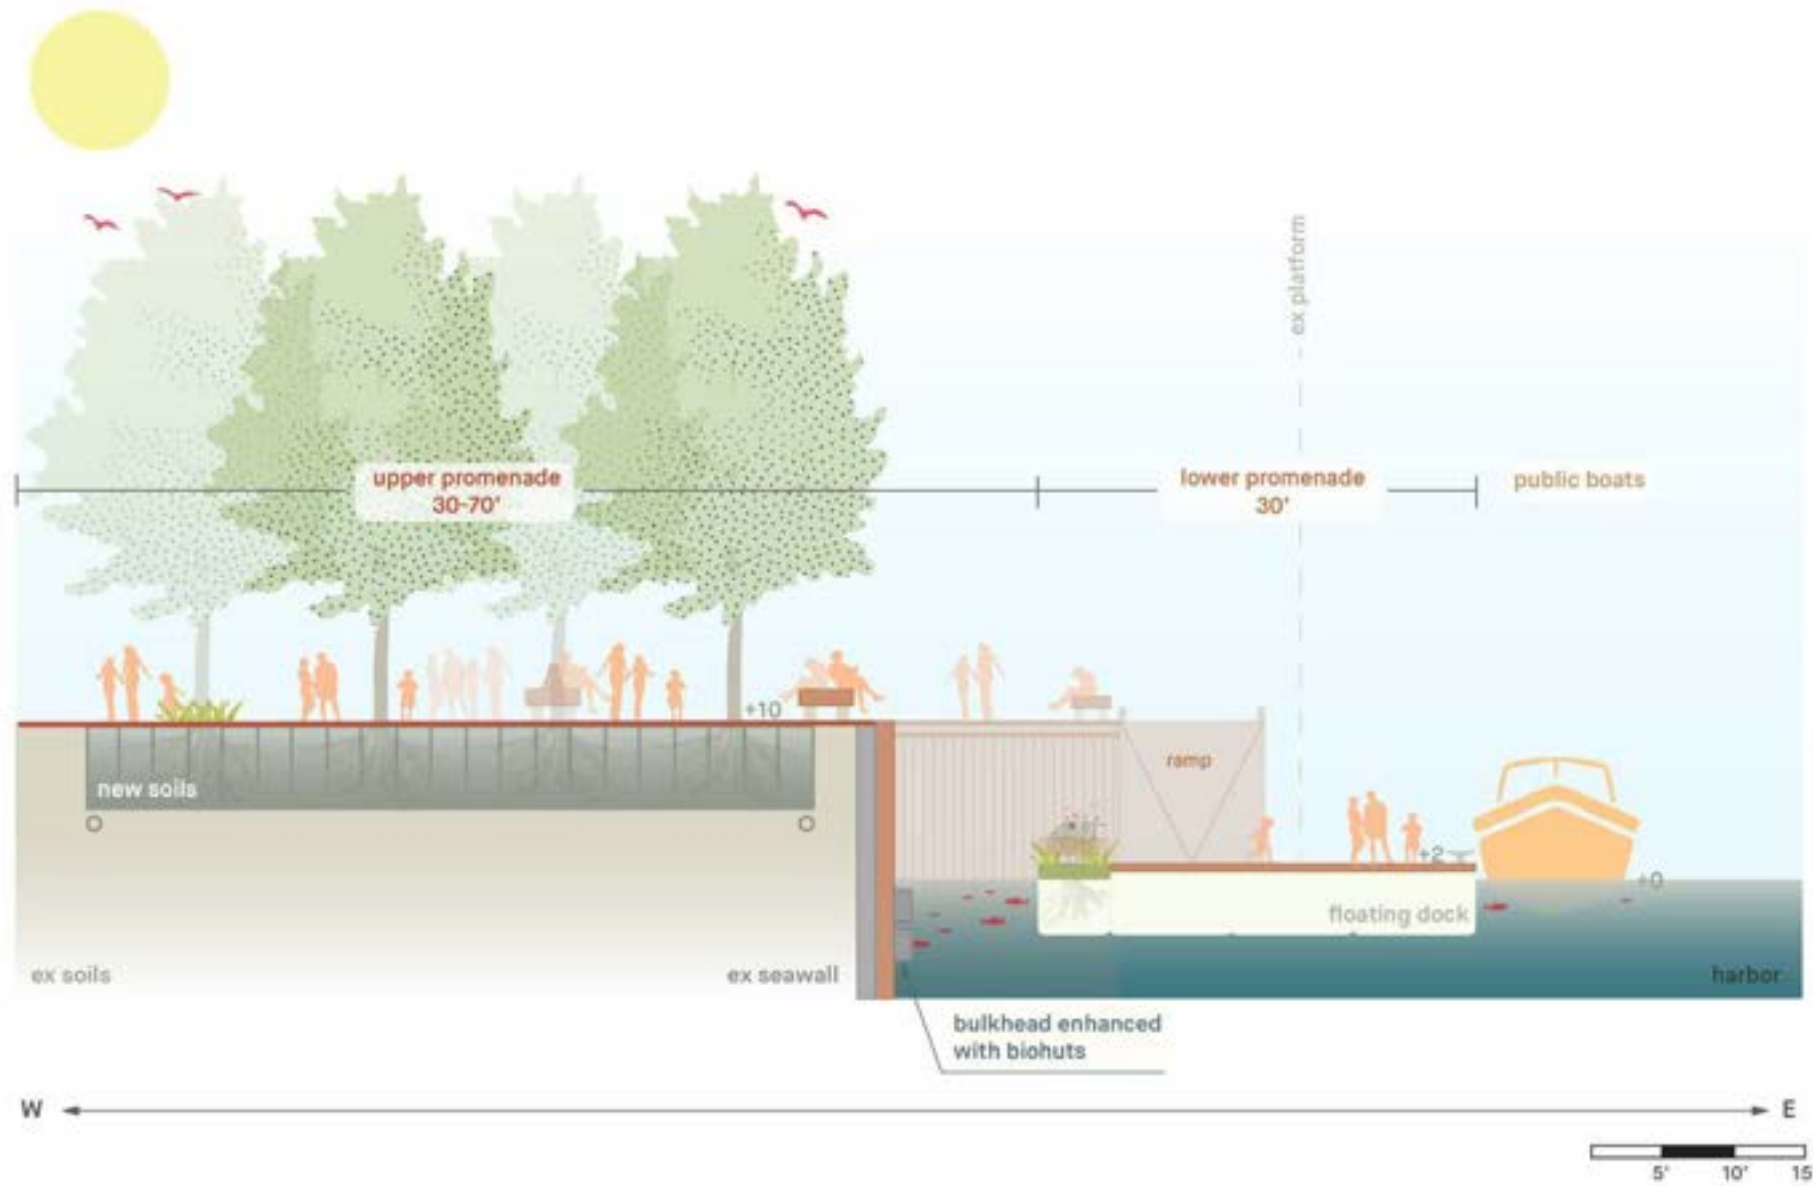 ex platform
upper promenade
30-70'
lower promenade
30'
public boats
+10
ramp
new soils
+2
+0
floating dock
ex soils
ex seawall
harbor
bulkhead enhanced
with biohuts
W
E
5'
10'
15